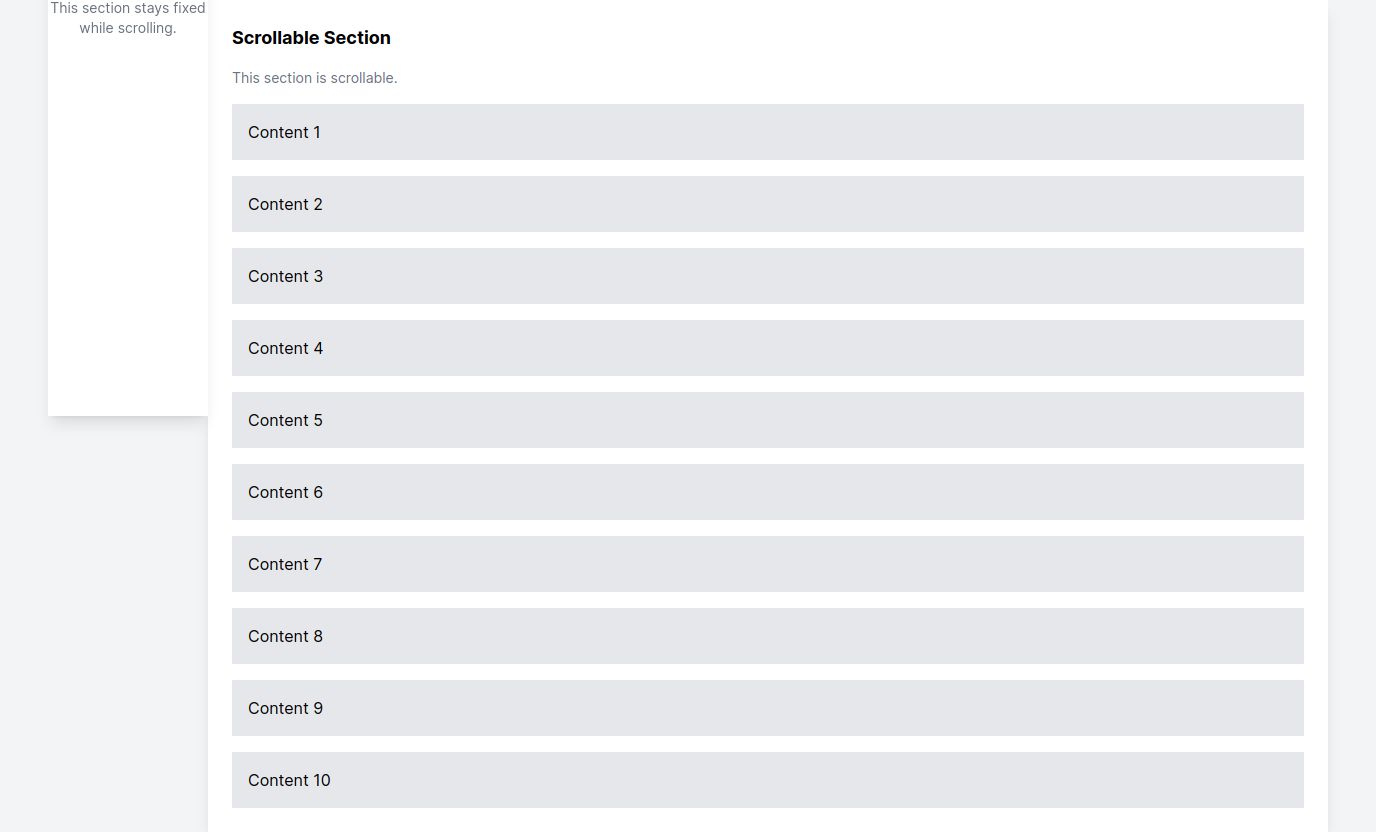 This section stays fixed
while scrolling.
Scrollable Section
This section is scrollable.
Content 1
Content 2
Content 3
Content 4
Content 5
Content 6
Content 7
Content 8
Content 9
Content 10